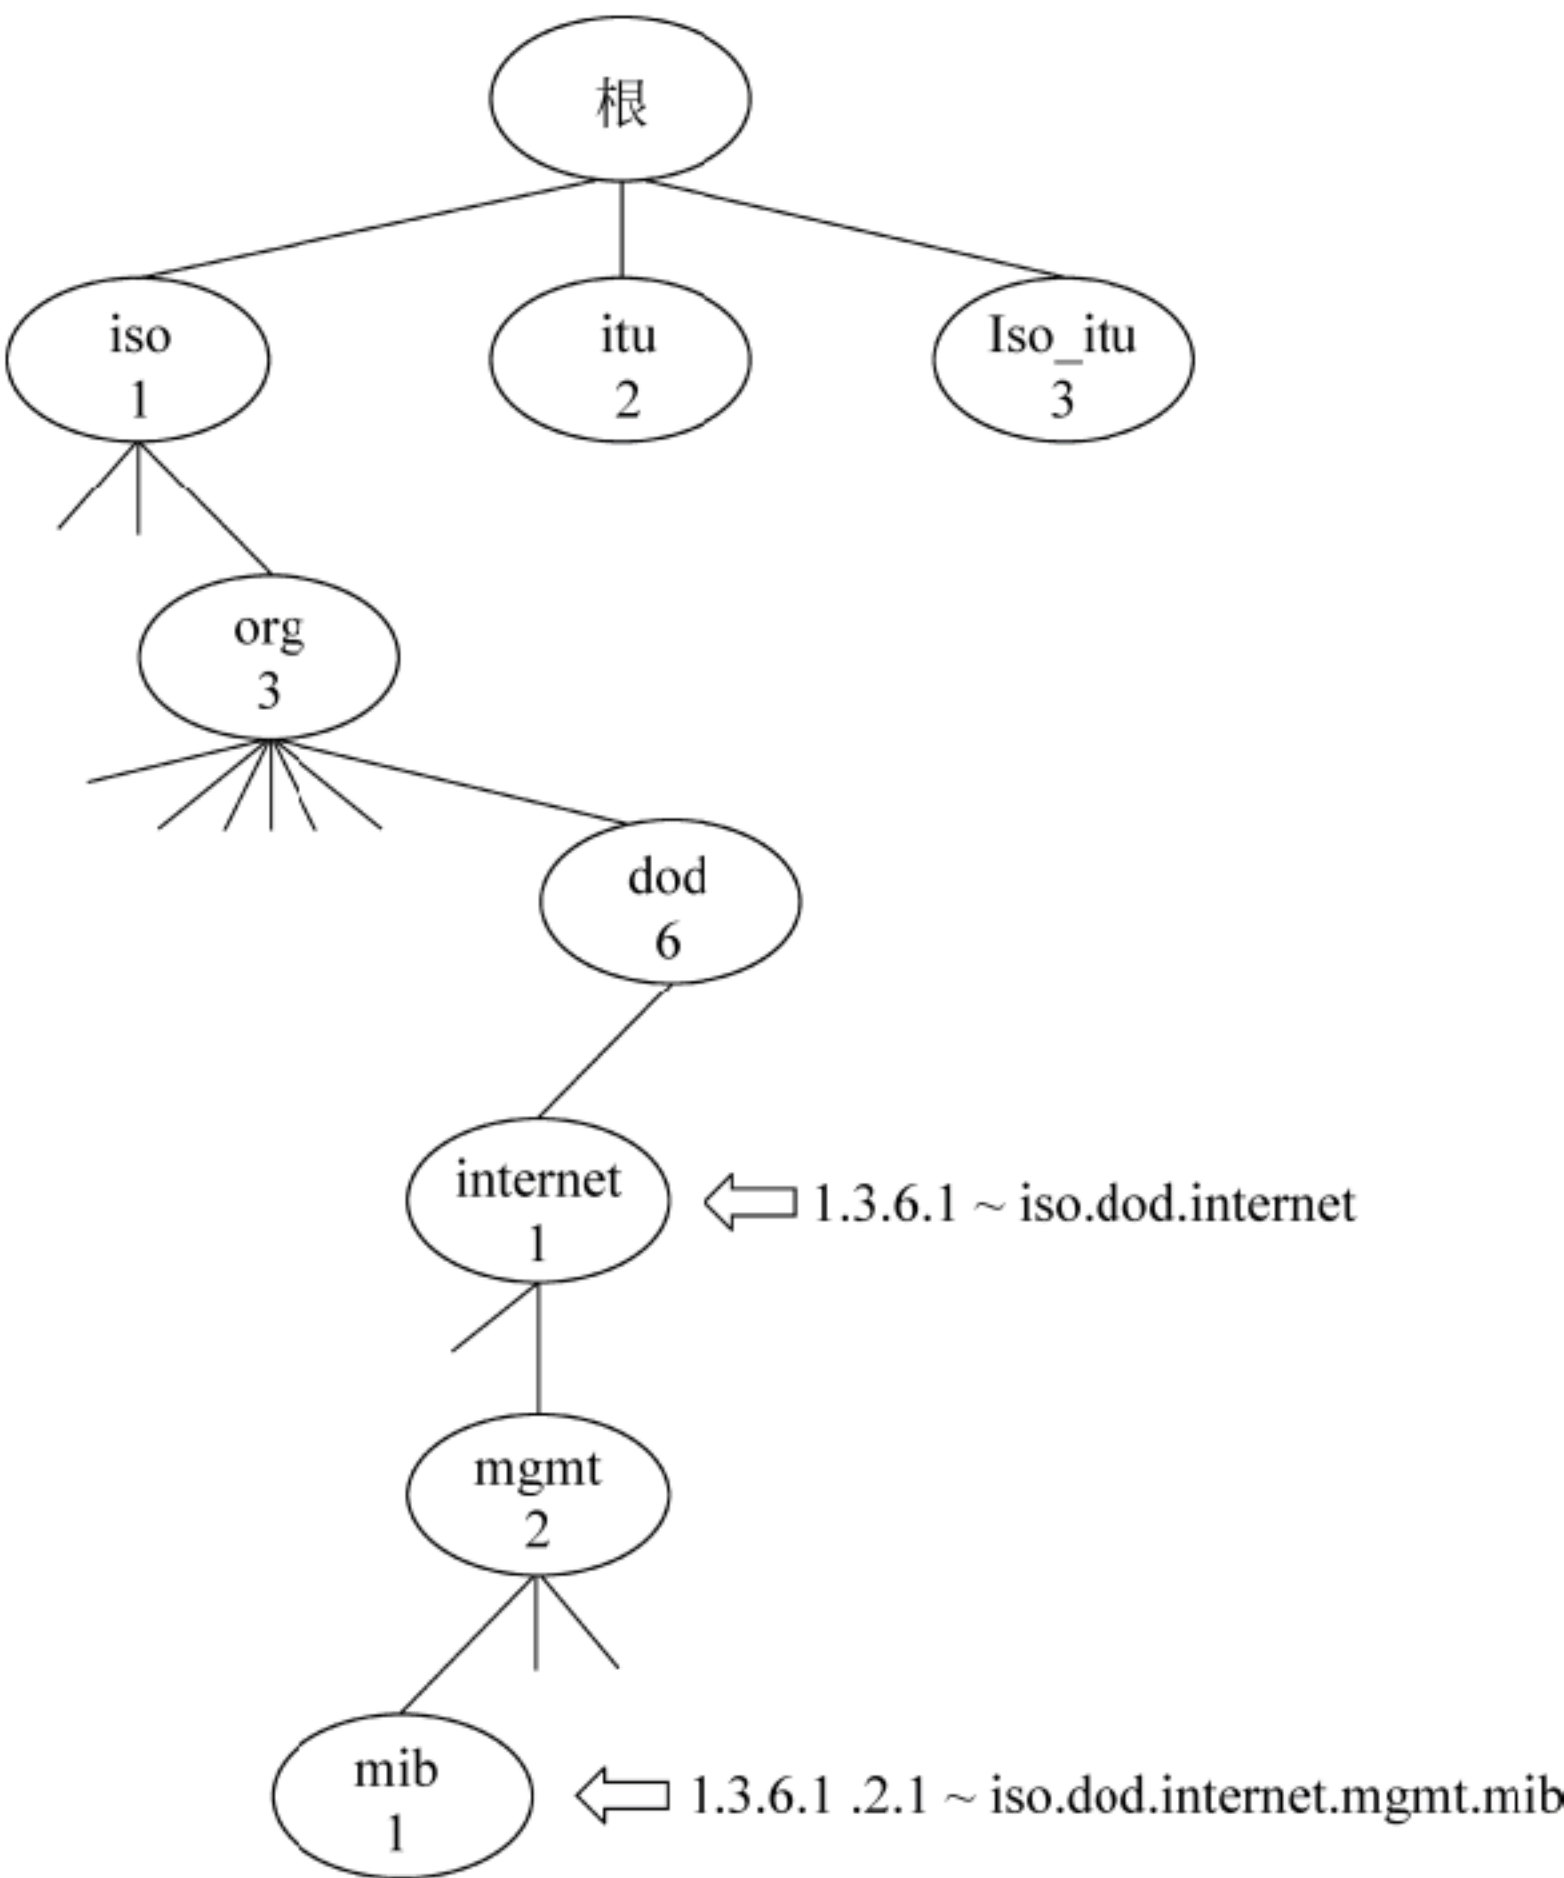 根
iso
1
itu
2
Iso_itu
3
org
3
dod
6
internet
1
1.3.6.1 ~ iso.dod.internet
mgmt
2
mib
1
1.3.6.1 .2.1 ~ iso.dod.internet.mgmt.mib